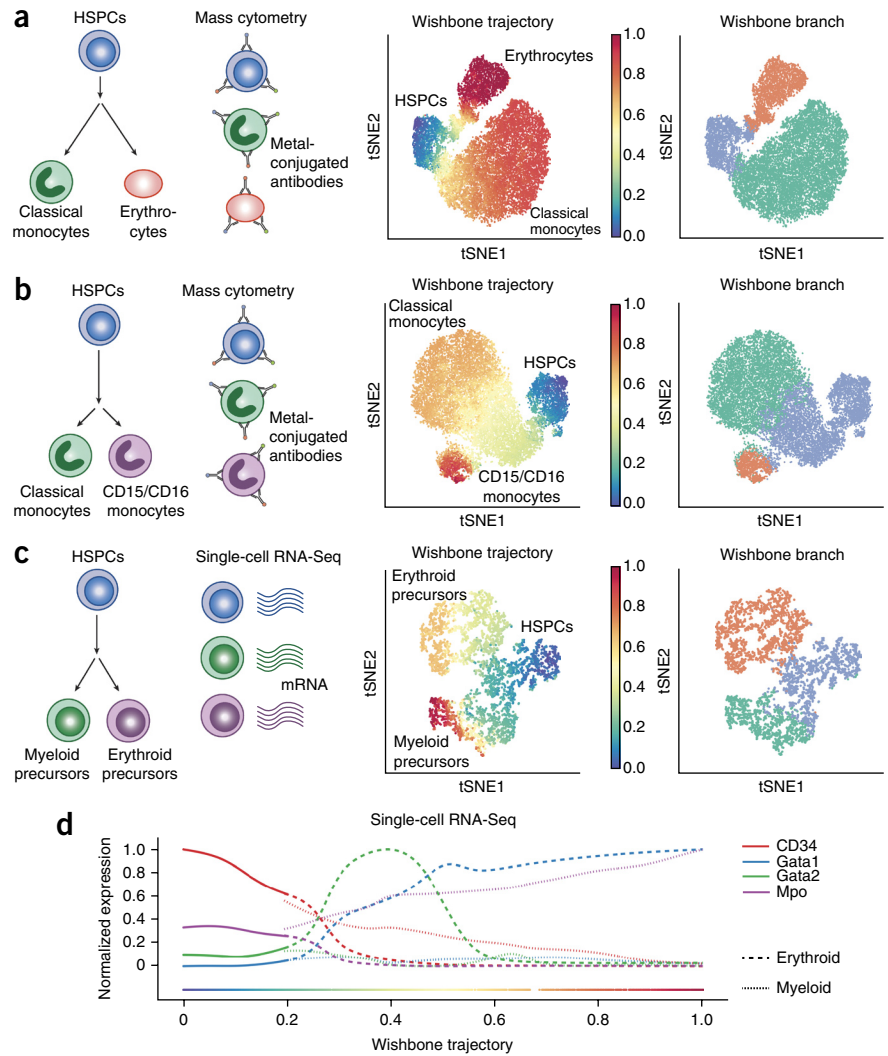 a
HSPCs
Mass cytometry
Wishbone trajectory
Wishbone branch
Erythrocytes
HSPCs
Metal-
conjugated
antibodies
Classical
monocytes
Erythro-
cytes
Classical
monocytes
tSNE2
tSNE1
1.0
0.8
0.6
0.4
0.2
0.0
tSNE2
tSNE1
b
HSPCs
Mass cytometry
Wishbone trajectory
Wishbone branch
Classical
monocytes
HSPCs
Metal-
conjugated
antibodies
Classical
monocytes
CD15/CD16
monocytes
CD15/CD16
monocytes
tSNE2
tSNE1
1.0
0.8
0.6
0.4
0.2
0.0
tSNE2
tSNE1
c
HSPCs
Single-cell RNA-Seq
Wishbone trajectory
Wishbone branch
Erythroid
precursors
HSPCs
mRNA
Myeloid
precursors
Erythroid
precursors
Myeloid
precursors
tSNE2
tSNE1
1.0
0.8
0.6
0.4
0.2
0.0
tSNE2
tSNE1
d
Single-cell RNA-Seq
Normalized expression
1.0
0.8
0.6
0.4
0.2
0
0
0.2
0.4
0.6
0.8
1.0
Wishbone trajectory
CD34
Gata1
Gata2
Mpo
Erythroid
Myeloid